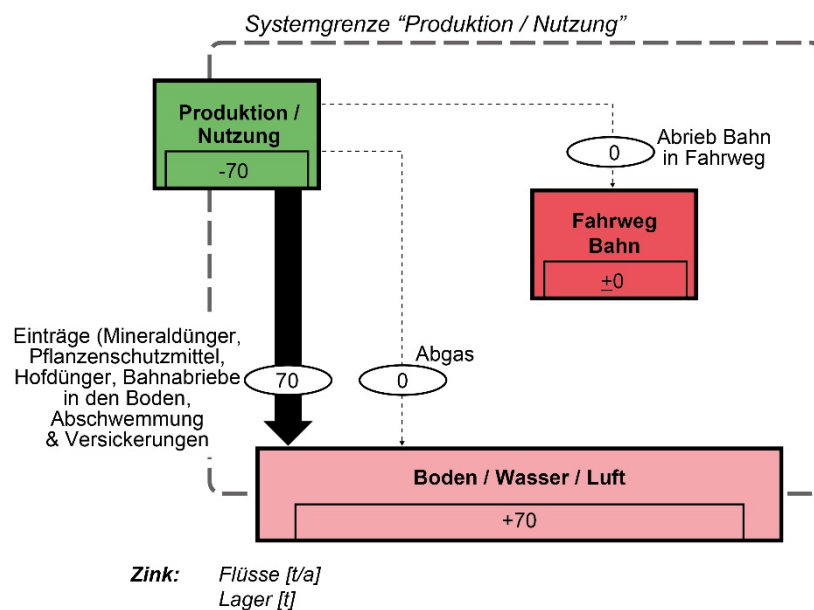 Systemgrenze “Produktion / Nutzung”
Produktion /
Nutzung
-70
0
Abrieb Bahn
in Fahrweg
Fahrweg
Bahn
±0
Einträge (Mineraldünger,
Pflanzenschutzmittel,
Hofdünger, Bahnabriebe
in den Boden,
Abschwemmung
& Versickerungen
70
0
Abgas
Boden / Wasser / Luft
+70
Zink: Flüsse [t/a]
Lager [t]